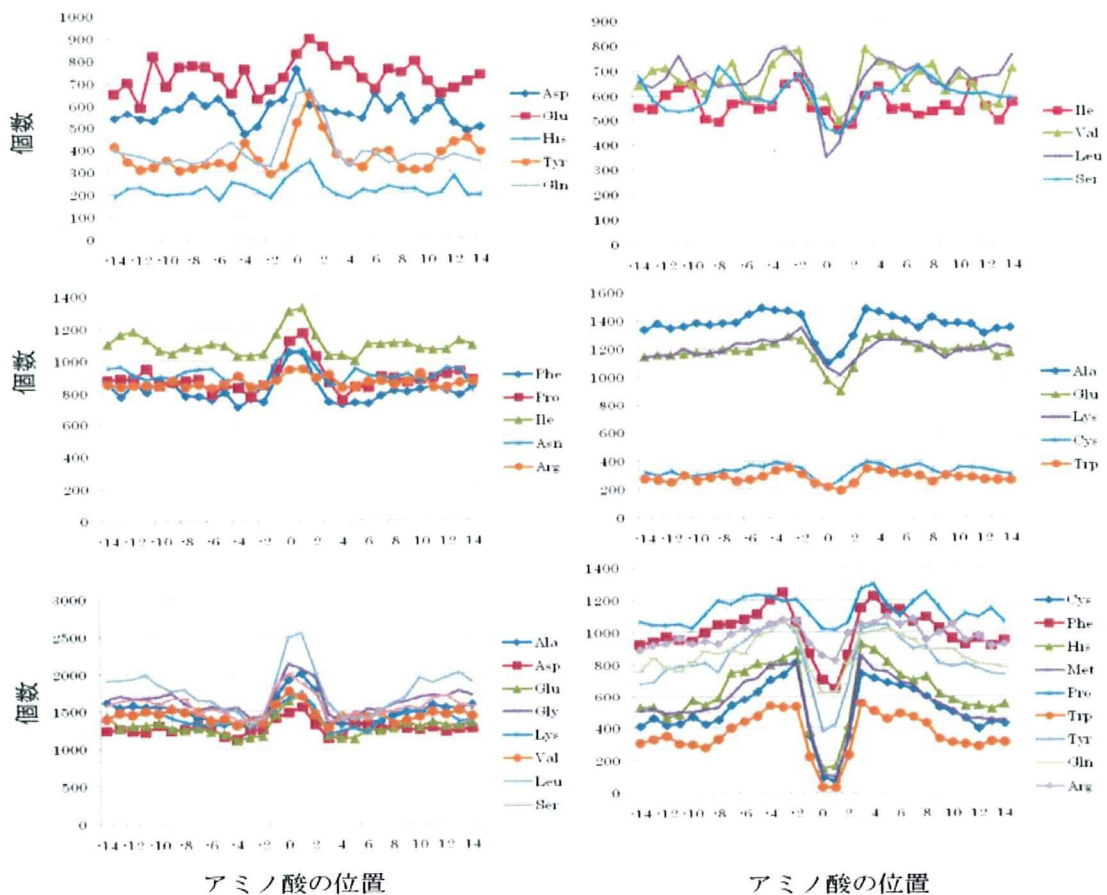 1000
900
800
700
600
500
400
300
200
100
0
個数
-14 -12 -10 -8 -6 -4 -2 0 2 4 6 8 10 12 14
Asp
Glu
His
Tyr
Gln
900
800
700
600
500
400
300
200
100
0
-14 -12 -10 -8 -6 -4 -2 0 2 4 6 8 10 12 14
Ile
Val
Leu
Ser
1400
1200
1000
800
600
400
200
0
個数
-14 -12 -10 -8 -6 -4 -2 0 2 4 6 8 10 12 14
Phe
Pro
Ile
Asn
Arg
1600
1400
1200
1000
800
600
400
200
0
-14 -12 -10 -8 -6 -4 -2 0 2 4 6 8 10 12 14
Ala
Glu
Lys
Cys
Trp
3000
2500
2000
1500
1000
500
0
個数
-14 -12 -10 -8 -6 -4 -2 0 2 4 6 8 10 12 14
Ala
Asp
Glu
Gly
Lys
Val
Leu
Ser
アミノ酸の位置
1400
1200
1000
800
600
400
200
0
-14 -12 -10 -8 -6 -4 -2 0 2 4 6 8 10 12 14
Cys
Phe
His
Met
Pro
Trp
Tyr
Gln
Arg
アミノ酸の位置